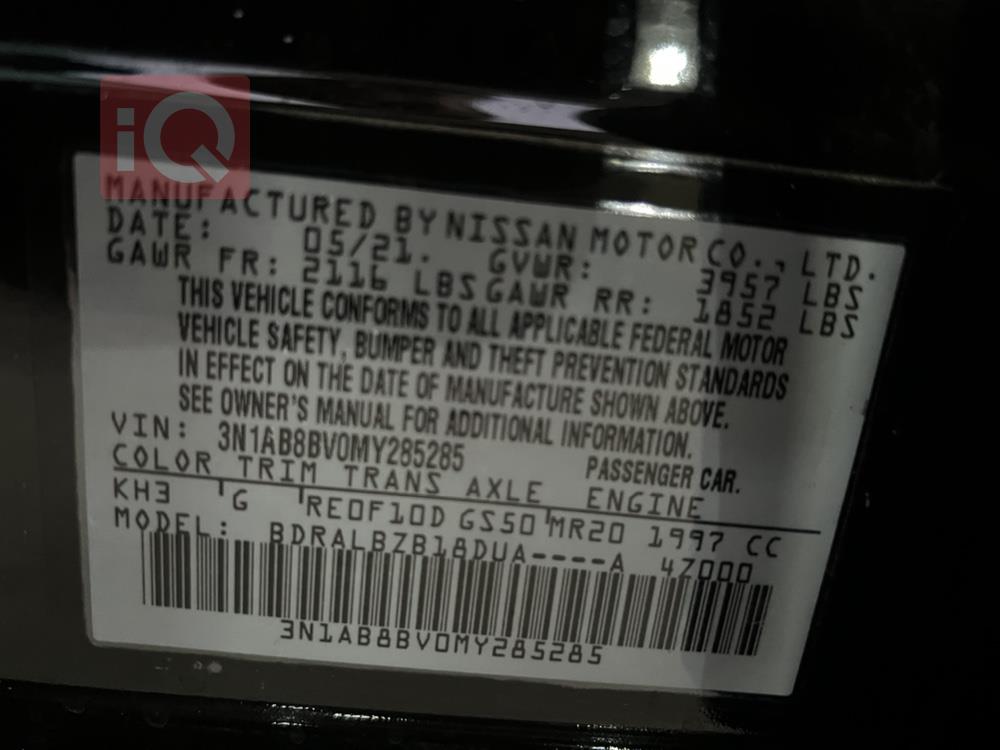 iQ
MANUFACTURED BY NISSAN MOTOR CO., LTD.
DATE: 05/21. GVWR: 3957 LBS
GAWR FR: 2116 LBS GAWR RR: 1852 LBS
THIS VEHICLE CONFORMS TO ALL APPLICABLE FEDERAL MOTOR
VEHICLE SAFETY, BUMPER AND THEFT PREVENTION STANDARDS
IN EFFECT ON THE DATE OF MANUFACTURE SHOWN ABOVE.
SEE OWNER'S MANUAL FOR ADDITIONAL INFORMATION.
VIN: 3N1AB8BV0MY285285 PASSENGER CAR.
COLOR TRIM TRANS AXLE ENGINE
KH3 G RE0F10D GS50 MR20 1997 CC
MODEL: BDRALBZB18DUA----A 47000
3N1AB8BV0MY285285